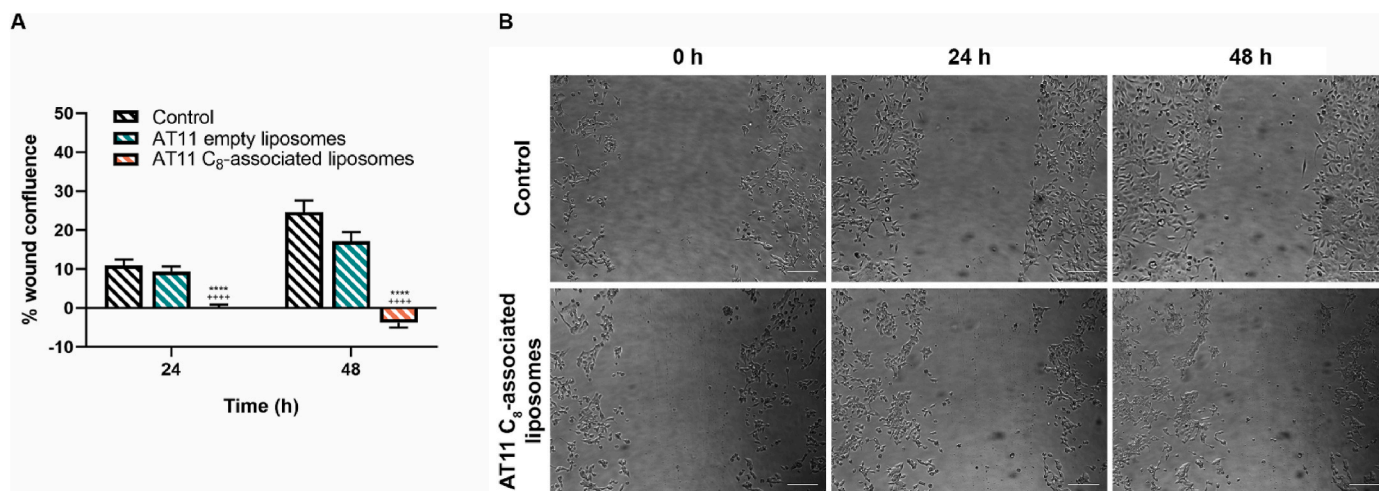 A
50
40
30
20
10
0
-10
% wound confluence
Control
AT11 empty liposomes
AT11 C₈-associated liposomes
****
++++
****
++++
24
48
Time (h)
B
0 h
24 h
48 h
Control
AT11 C₈-associated
liposomes